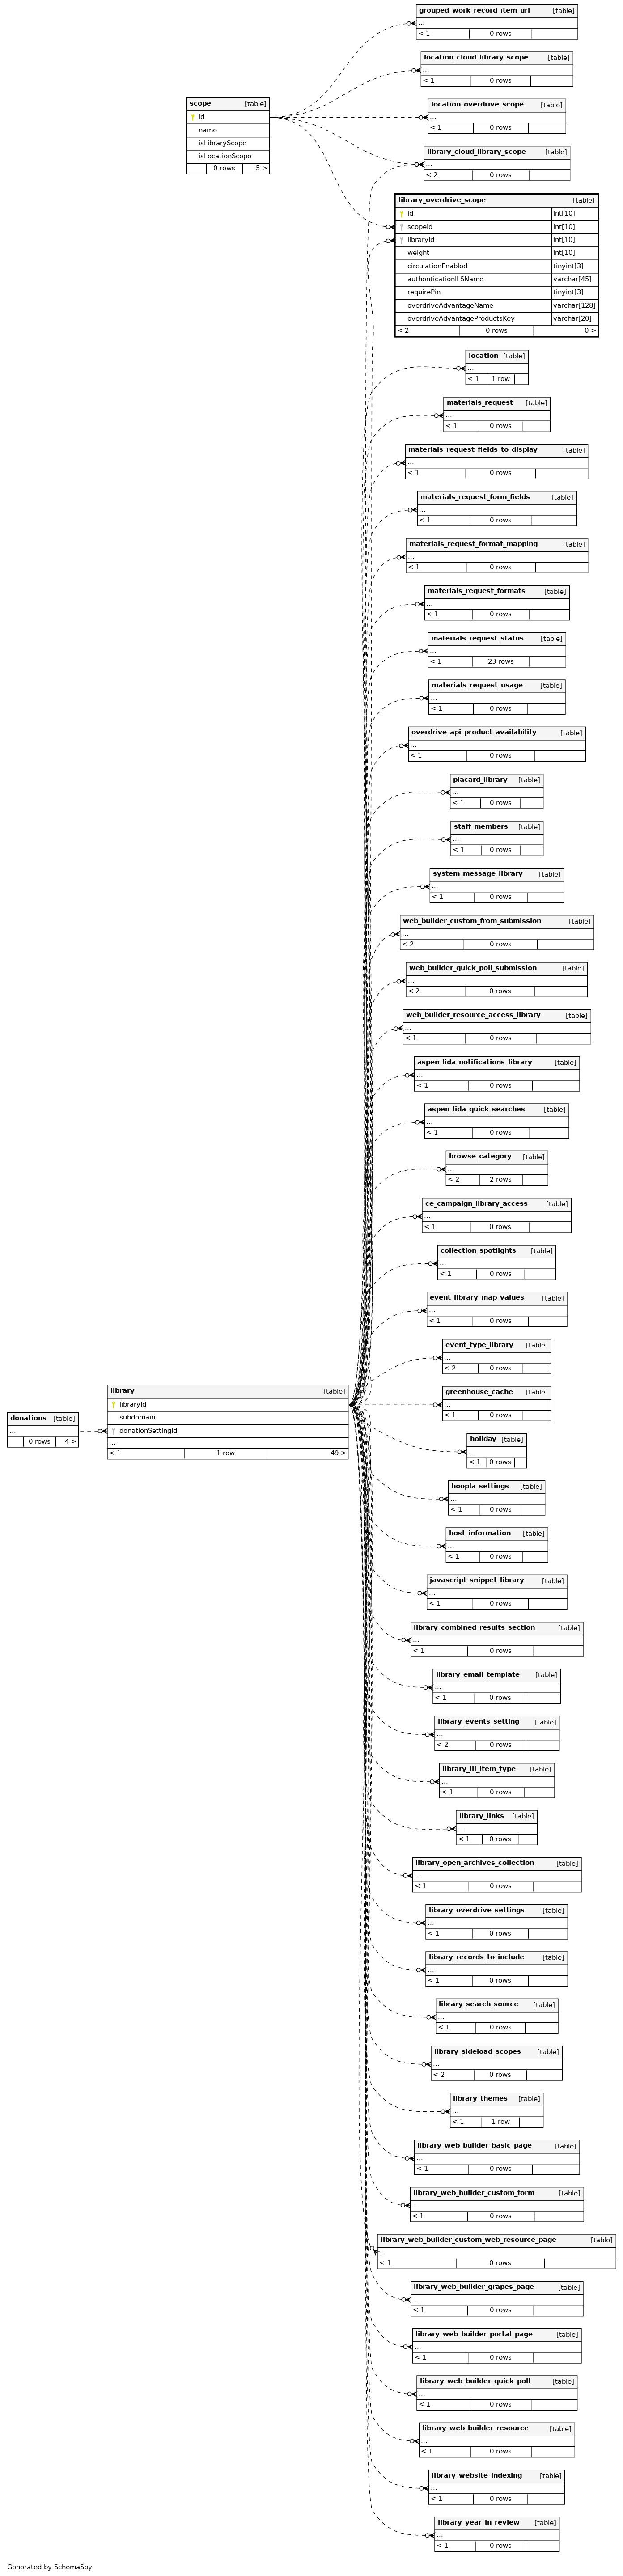 grouped_work_record_item_url [table]
...
< 1 0 rows
location_cloud_library_scope [table]
...
< 1 0 rows
scope [table]
id
name
isLibraryScope
isLocationScope
0 rows 5 >
location_overdrive_scope [table]
...
< 1 0 rows
library_cloud_library_scope [table]
...
< 2 0 rows
library_overdrive_scope [table]
id int[10]
scopeId int[10]
libraryId int[10]
weight int[10]
circulationEnabled tinyint[3]
authenticationILSName varchar[45]
requirePin tinyint[3]
overdriveAdvantageName varchar[128]
overdriveAdvantageProductsKey varchar[20]
< 2 0 rows 0 >
location [table]
...
< 1 1 row
materials_request [table]
...
< 1 0 rows
materials_request_fields_to_display [table]
...
< 1 0 rows
materials_request_form_fields [table]
...
< 1 0 rows
materials_request_format_mapping [table]
...
< 1 0 rows
materials_request_formats [table]
...
< 1 0 rows
materials_request_status [table]
...
< 1 23 rows
materials_request_usage [table]
...
< 1 0 rows
overdrive_api_product_availability [table]
...
< 1 0 rows
placard_library [table]
...
< 1 0 rows
staff_members [table]
...
< 1 0 rows
system_message_library [table]
...
< 1 0 rows
web_builder_custom_from_submission [table]
...
< 2 0 rows
web_builder_quick_poll_submission [table]
...
< 2 0 rows
web_builder_resource_access_library [table]
...
< 1 0 rows
aspen_lida_notifications_library [table]
...
< 1 0 rows
aspen_lida_quick_searches [table]
...
< 1 0 rows
browse_category [table]
...
< 2 2 rows
ce_campaign_library_access [table]
...
< 1 0 rows
collection_spotlights [table]
...
< 1 0 rows
event_library_map_values [table]
...
< 1 0 rows
event_type_library [table]
...
< 2 0 rows
donations [table]
...
0 rows 4 >
library [table]
libraryId
subdomain
donationSettingId
...
< 1 1 row 49 >
greenhouse_cache [table]
...
< 1 0 rows
holiday [table]
...
< 1 0 rows
hoopla_settings [table]
...
< 1 0 rows
host_information [table]
...
< 1 0 rows
javascript_snippet_library [table]
...
< 1 0 rows
library_combined_results_section [table]
...
< 1 0 rows
library_email_template [table]
...
< 1 0 rows
library_events_setting [table]
...
< 2 0 rows
library_ill_item_type [table]
...
< 1 0 rows
library_links [table]
...
< 1 0 rows
library_open_archives_collection [table]
...
< 1 0 rows
library_overdrive_settings [table]
...
< 1 0 rows
library_records_to_include [table]
...
< 1 0 rows
library_search_source [table]
...
< 1 0 rows
library_sideload_scopes [table]
...
< 2 0 rows
library_themes [table]
...
< 1 1 row
library_web_builder_basic_page [table]
...
< 1 0 rows
library_web_builder_custom_form [table]
...
< 1 0 rows
library_web_builder_custom_web_resource_page [table]
...
< 1 0 rows
library_web_builder_grapes_page [table]
...
< 1 0 rows
library_web_builder_portal_page [table]
...
< 1 0 rows
library_web_builder_quick_poll [table]
...
< 1 0 rows
library_web_builder_resource [table]
...
< 1 0 rows
library_website_indexing [table]
...
< 1 0 rows
library_year_in_review [table]
...
< 1 0 rows
Generated by SchemaSpy